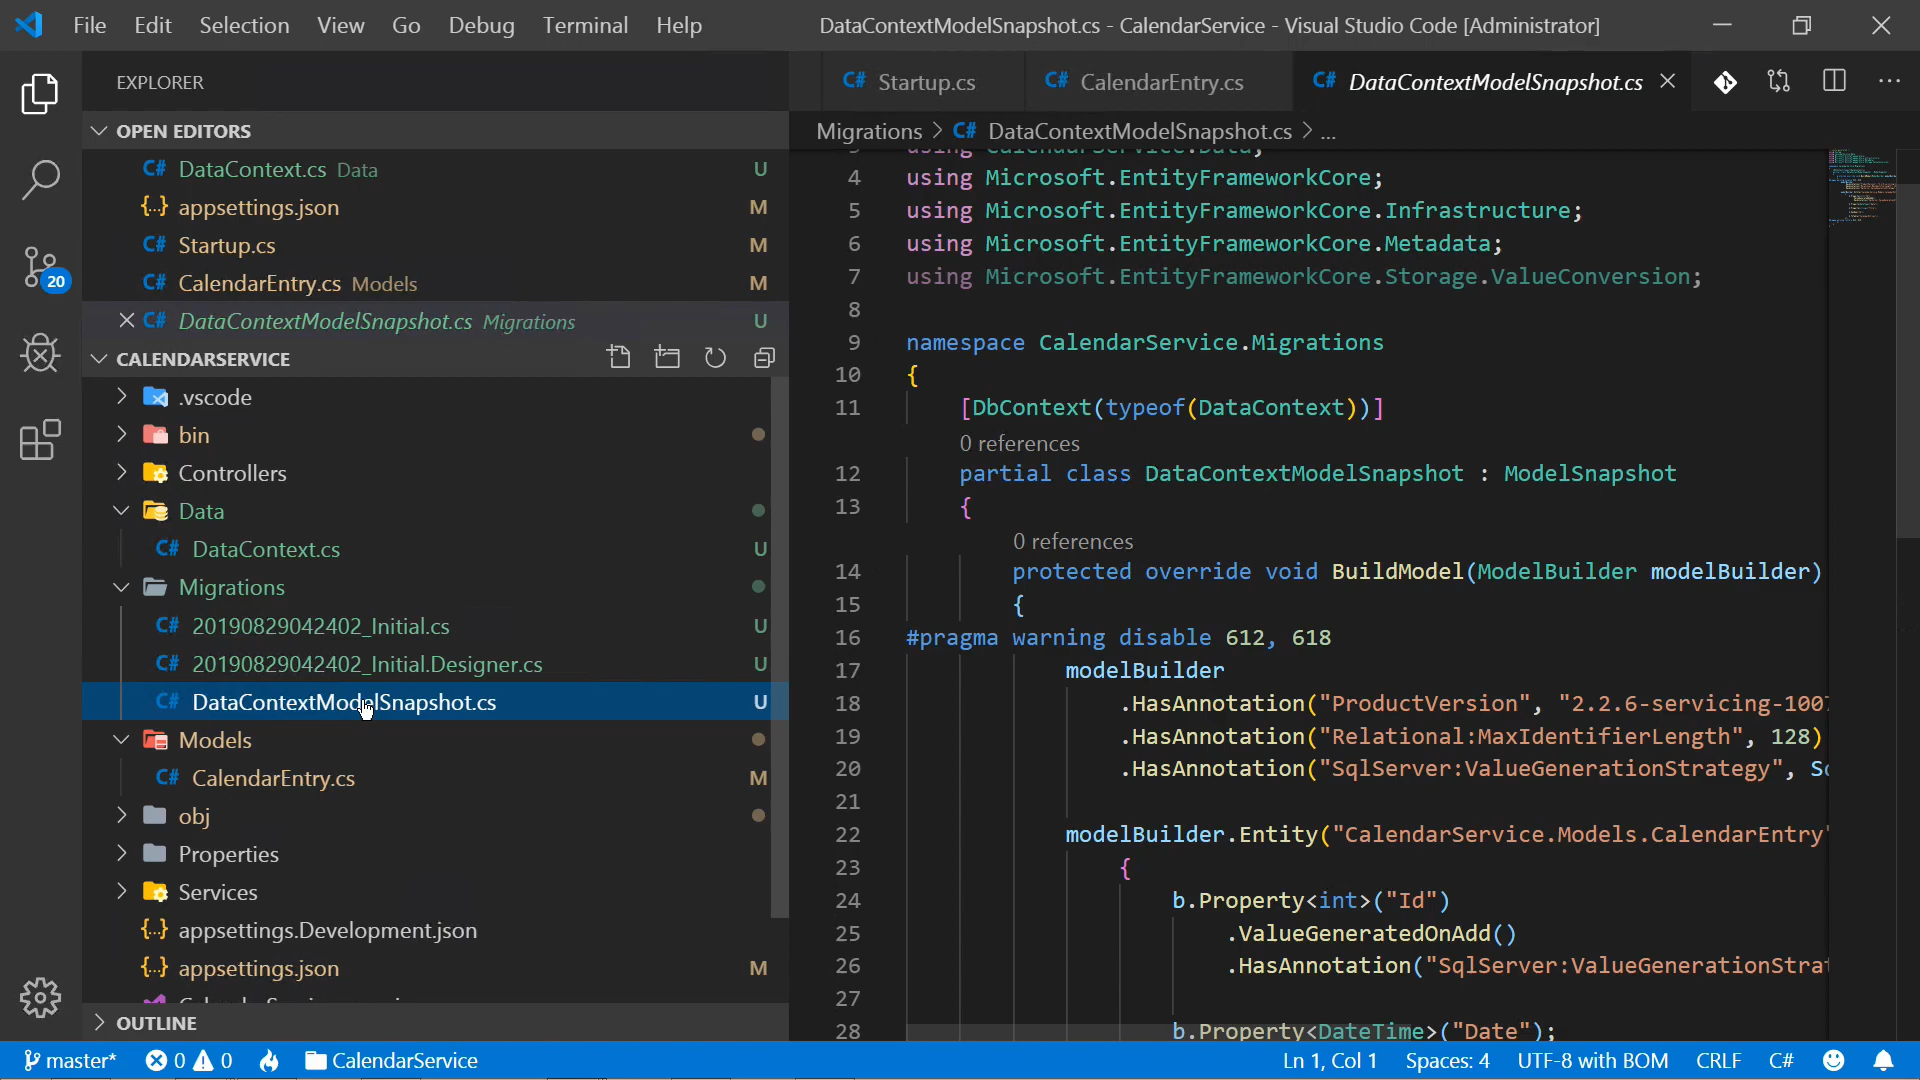 File Edit Selection View Go Debug Terminal Help DataContextModelSnapshot.cs - CalendarService - Visual Studio Code [Administrator]
EXPLORER
C# Startup.cs C# CalendarEntry.cs C# DataContextModelSnapshot.cs
OPEN EDITORS
C# DataContext.cs Data U
{..} appsettings.json M
C# Startup.cs M
C# CalendarEntry.cs Models M
C# DataContextModelSnapshot.cs Migrations U
CALENDARSERVICE
.vscode
bin
Controllers
Data
C# DataContext.cs U
Migrations
C# 20190829042402_Initial.cs U
C# 20190829042402_Initial.Designer.cs U
C# DataContextModelSnapshot.cs U
Models
C# CalendarEntry.cs M
obj
Properties
Services
{..} appsettings.Development.json
{..} appsettings.json M
OUTLINE
20
Migrations > C# DataContextModelSnapshot.cs > ...
using CalendarService.Data;
4 using Microsoft.EntityFrameworkCore;
5 using Microsoft.EntityFrameworkCore.Infrastructure;
6 using Microsoft.EntityFrameworkCore.Metadata;
7 using Microsoft.EntityFrameworkCore.Storage.ValueConversion;
8
9 namespace CalendarService.Migrations
10 {
11 [DbContext(typeof(DataContext))]
0 references
12 partial class DataContextModelSnapshot : ModelSnapshot
13 {
0 references
14 protected override void BuildModel(ModelBuilder modelBuilder)
15 {
16 #pragma warning disable 612, 618
17 modelBuilder
18 .HasAnnotation("ProductVersion", "2.2.6-servicing-100
19 .HasAnnotation("Relational:MaxIdentifierLength", 128)
20 .HasAnnotation("SqlServer:ValueGenerationStrategy", S
21
22 modelBuilder.Entity("CalendarService.Models.CalendarEntry"
23 {
24 b.Property<int>("Id")
25 .ValueGeneratedOnAdd()
26 .HasAnnotation("SqlServer:ValueGenerationStra
27
28 b.Property<DateTime>("Date");
master* 0 0 CalendarService Ln 1, Col 1 Spaces: 4 UTF-8 with BOM CRLF C#